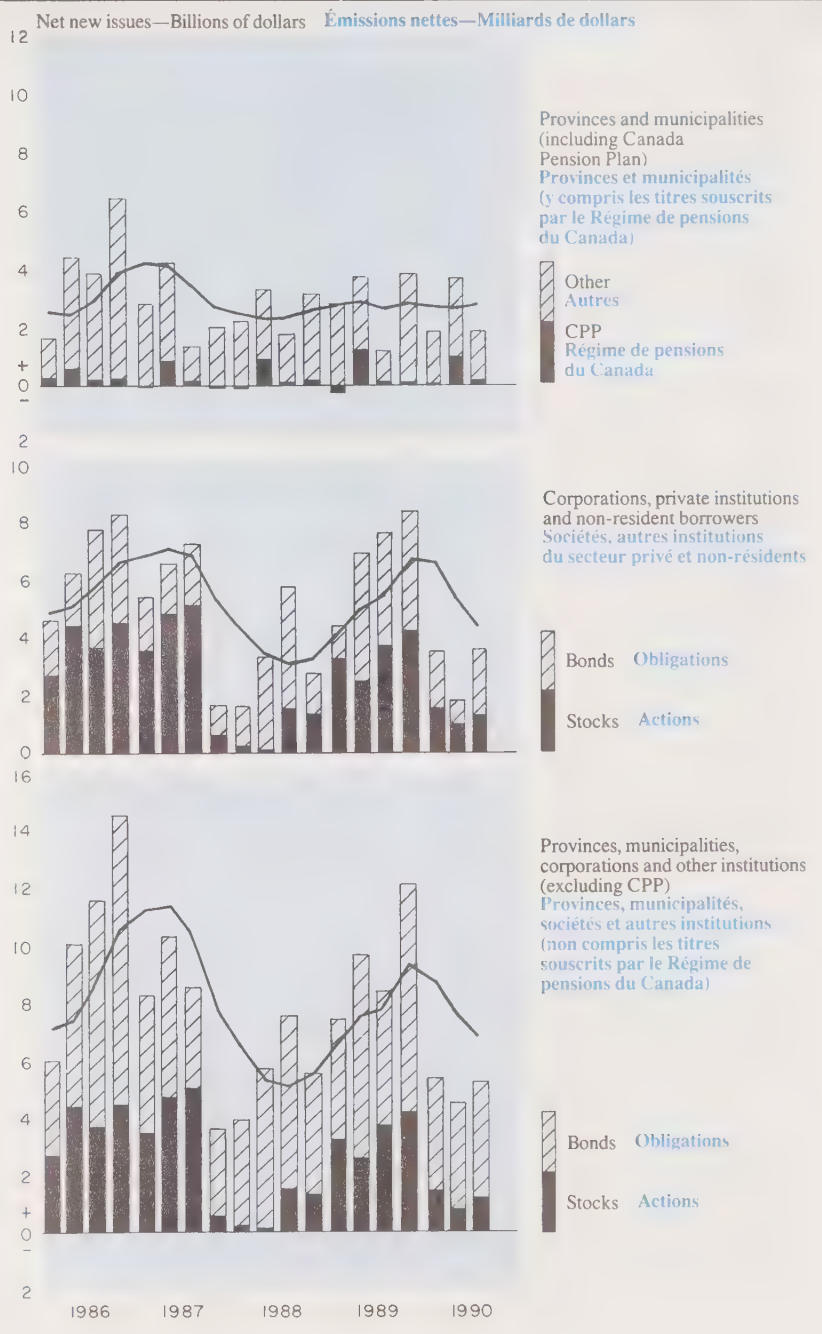 Net new issues—Billions of dollars Émissions nettes—Milliards de dollars
12
10
8
6
4
2
+
0
−
2
Provinces and municipalities
(including Canada
Pension Plan)
Provinces et municipalités
(y compris les titres souscrits
par le Régime de pensions
du Canada)
Other
Autres
CPP
Régime de pensions
du Canada
10
8
6
4
2
0
Corporations, private institutions
and non-resident borrowers
Sociétés, autres institutions
du secteur privé et non-résidents
Bonds Obligations
Stocks Actions
16
14
12
10
8
6
4
2
+
0
−
2
Provinces, municipalities,
corporations and other institutions
(excluding CPP)
Provinces, municipalités,
sociétés et autres institutions
(non compris les titres
souscrits par le Régime de
pensions du Canada)
Bonds Obligations
Stocks Actions
1986 1987 1988 1989 1990